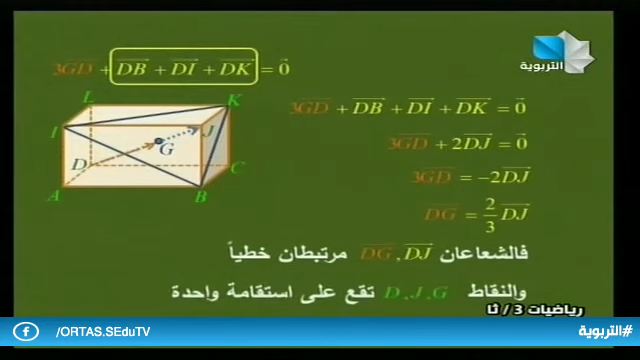 التربوية
3GD + DB + DI + DK = 0
L
K
I
J
D
G
C
A
B
3GD + DB + DI + DK = 0
3GD + 2DJ = 0
3GD = -2DJ
DG = 2/3 DJ
فالشعاعان DG , DJ مرتبطان خطياً
والنقاط D , J , G تقع على استقامة واحدة
رياضيات 3 / ثا
/ORTAS.SEduTV
#التربوية